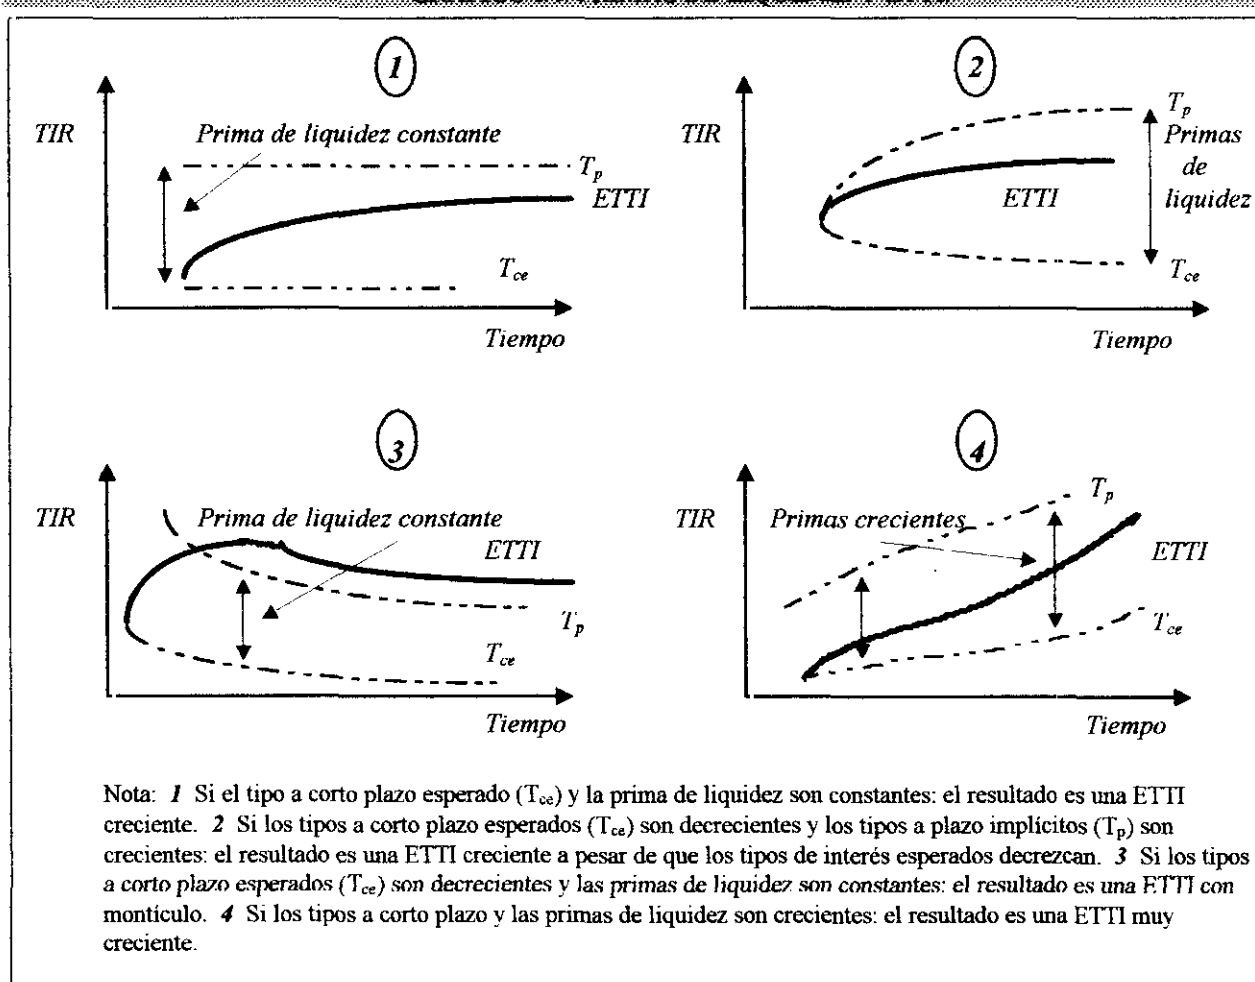 1
TIR
Prima de liquidez constante
T_p
ETTI
T_ce
Tiempo
2
TIR
T_p
Primas
de
liquidez
ETTI
T_ce
Tiempo
3
TIR
Prima de liquidez constante
ETTI
T_p
T_ce
Tiempo
4
TIR
Primas crecientes
T_p
ETTI
T_ce
Tiempo
Nota: 1 Si el tipo a corto plazo esperado (T_ce) y la prima de liquidez son constantes: el resultado es una ETTI
creciente. 2 Si los tipos a corto plazo esperados (T_ce) son decrecientes y los tipos a plazo implícitos (T_p) son
crecientes: el resultado es una ETTI creciente a pesar de que los tipos de interés esperados decrezcan. 3 Si los tipos
a corto plazo esperados (T_ce) son decrecientes y las primas de liquidez son constantes: el resultado es una ETTI con
montículo. 4 Si los tipos a corto plazo y las primas de liquidez son crecientes: el resultado es una ETTI muy
creciente.